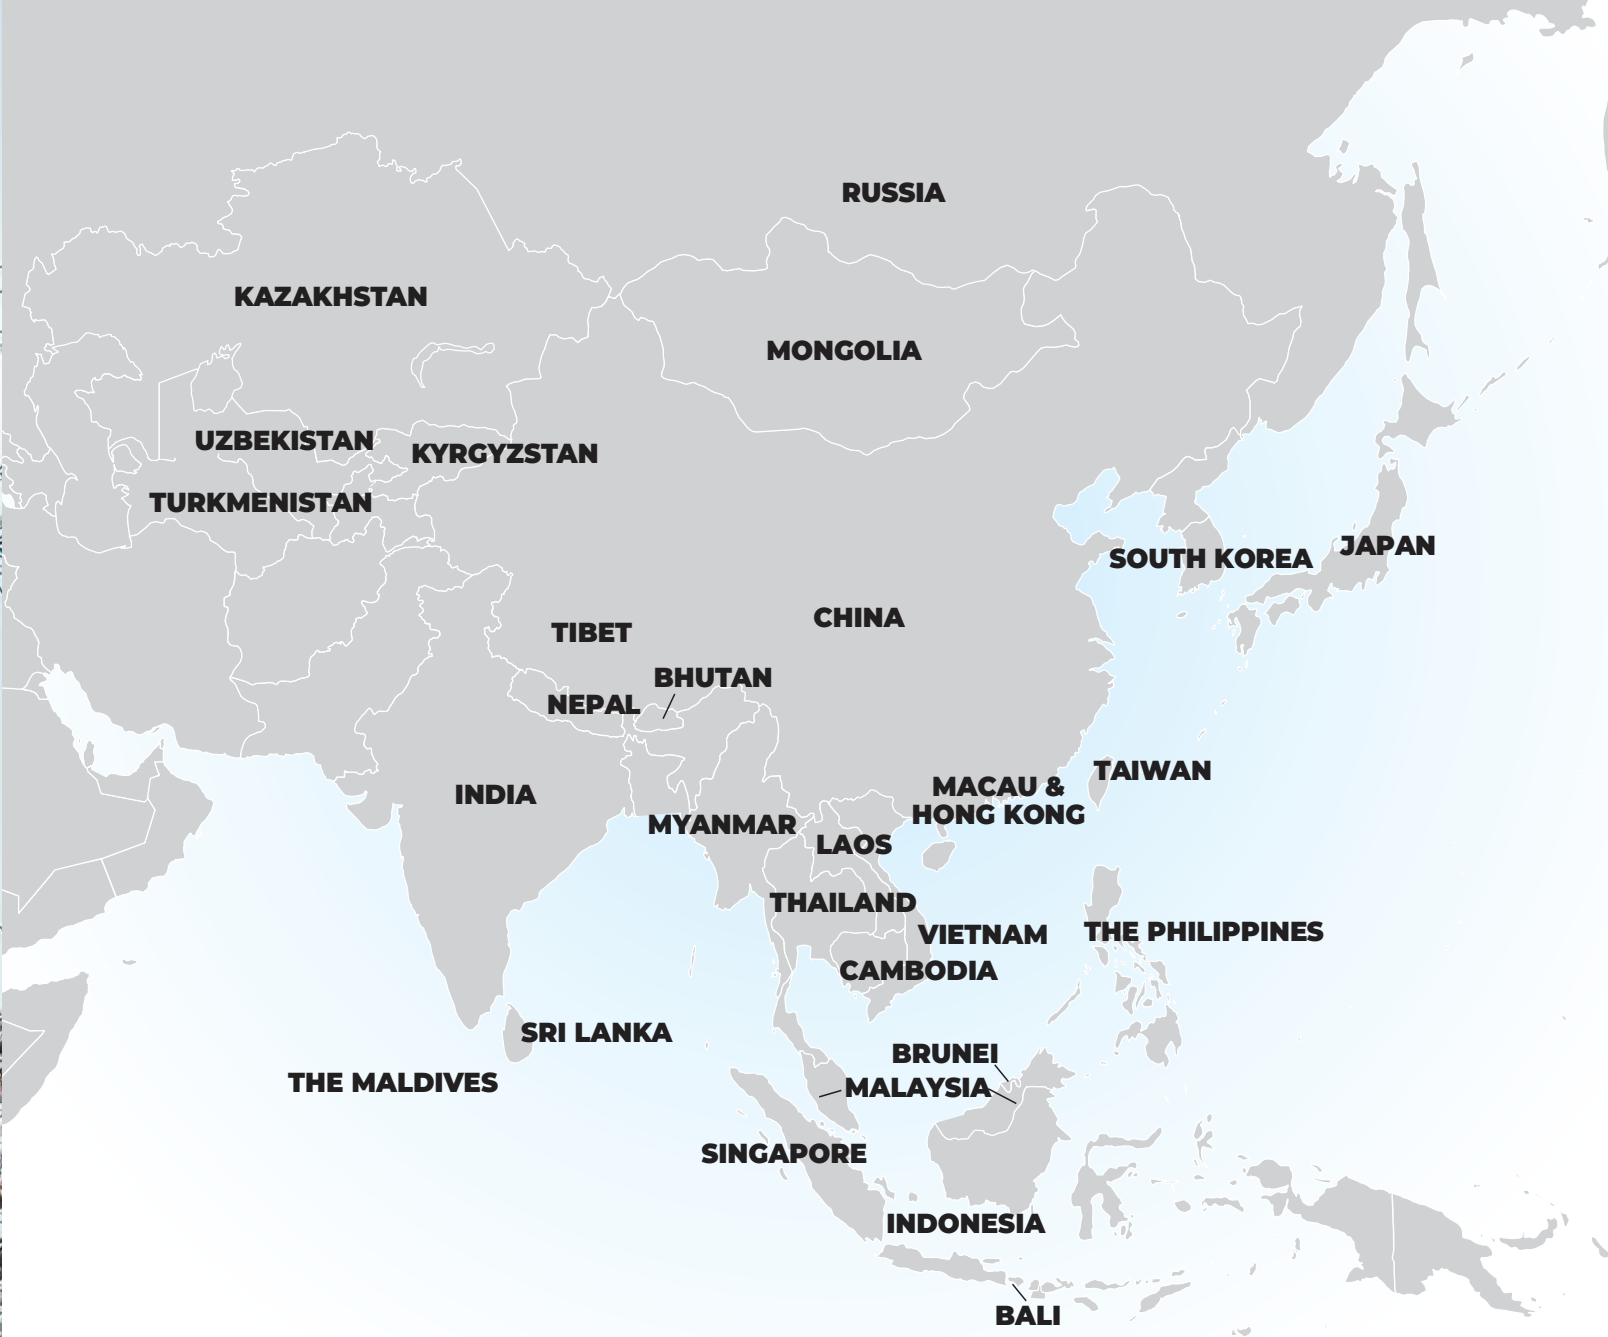 RUSSIA
KAZAKHSTAN
MONGOLIA
UZBEKISTAN
KYRGYZSTAN
TURKMENISTAN
SOUTH KOREA
JAPAN
CHINA
TIBET
BHUTAN
NEPAL
TAIWAN
MACAU &
HONG KONG
INDIA
MYANMAR
LAOS
THAILAND
VIETNAM
THE PHILIPPINES
CAMBODIA
SRI LANKA
BRUNEI
THE MALDIVES
MALAYSIA
SINGAPORE
INDONESIA
BALI